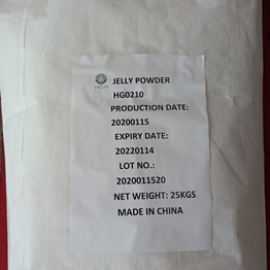 JELLY POWDER
HG0210
PRODUCTION DATE:
20200115
EXPIRY DATE:
20220114
LOT NO.:
2020011520
NET WEIGHT: 25KGS
MADE IN CHINA